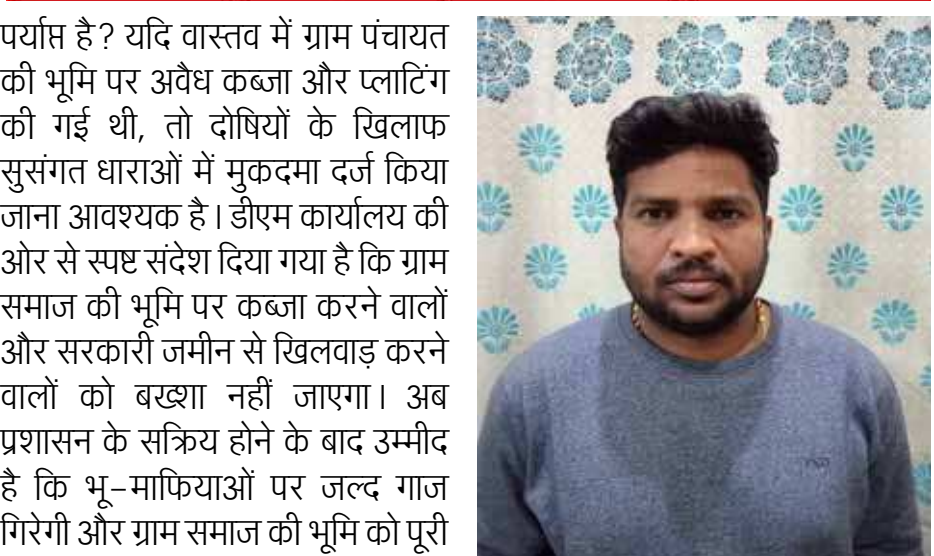 पर्याप्त है? यदि वास्तव में ग्राम पंचायत
की भूमि पर अवैध कब्जा और प्लाटिंग
की गई थी, तो दोषियों के खिलाफ
सुसंगत धाराओं में मुकदमा दर्ज किया
जाना आवश्यक है। डीएम कार्यालय की
ओर से स्पष्ट संदेश दिया गया है कि ग्राम
समाज की भूमि पर कब्जा करने वालों
और सरकारी जमीन से खिलवाड़ करने
वालों को बख्शा नहीं जाएगा। अब
प्रशासन के सक्रिय होने के बाद उम्मीद
है कि भू-माफियाओं पर जल्द गाज
गिरेगी और ग्राम समाज की भूमि को पूरी